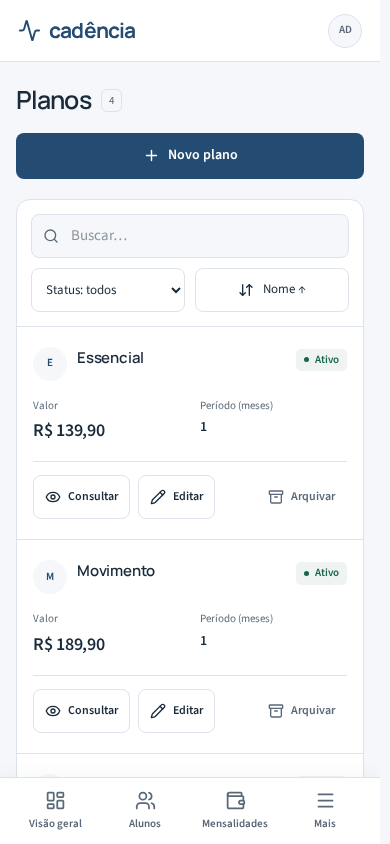 cadência
AD
Planos 4
Novo plano
Buscar...
Status: todos
Nome ↑
E Essencial Ativo
Valor Período (meses)
R$ 139,90 1
Consultar Editar Arquivar
M Movimento Ativo
Valor Período (meses)
R$ 189,90 1
Consultar Editar Arquivar
Visão geral Alunos Mensalidades Mais